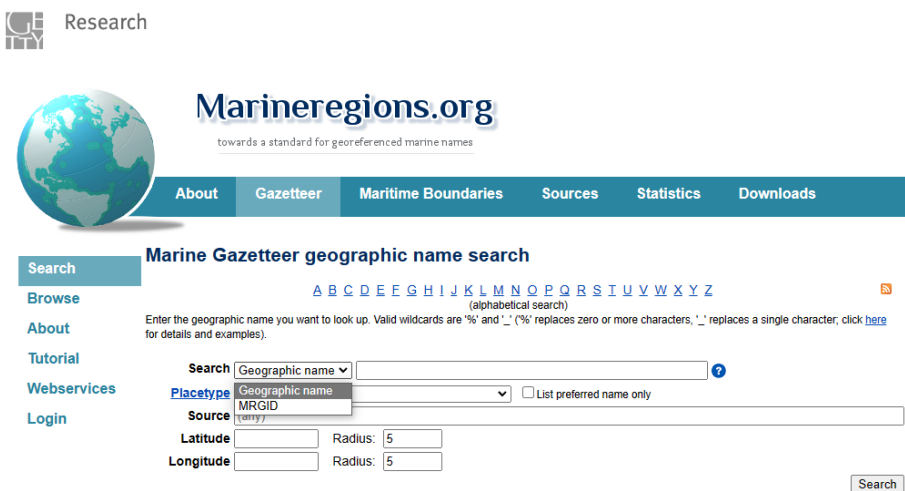 GETTY Research
Marineregions.org
towards a standard for georeferenced marine names
About Gazetteer Maritime Boundaries Sources Statistics Downloads
Search
Browse
About
Tutorial
Webservices
Login
Marine Gazetteer geographic name search
A B C D E F G H I J K L M N O P Q R S T U V W X Y Z
(alphabetical search)
Enter the geographic name you want to look up. Valid wildcards are '%' and '_' ('%' replaces zero or more characters, '_' replaces a single character; click here
for details and examples).
Search Geographic name ?
Geographic name
MRGID
Placetype List preferred name only
Source (any)
Latitude Radius: 5
Longitude Radius: 5
Search